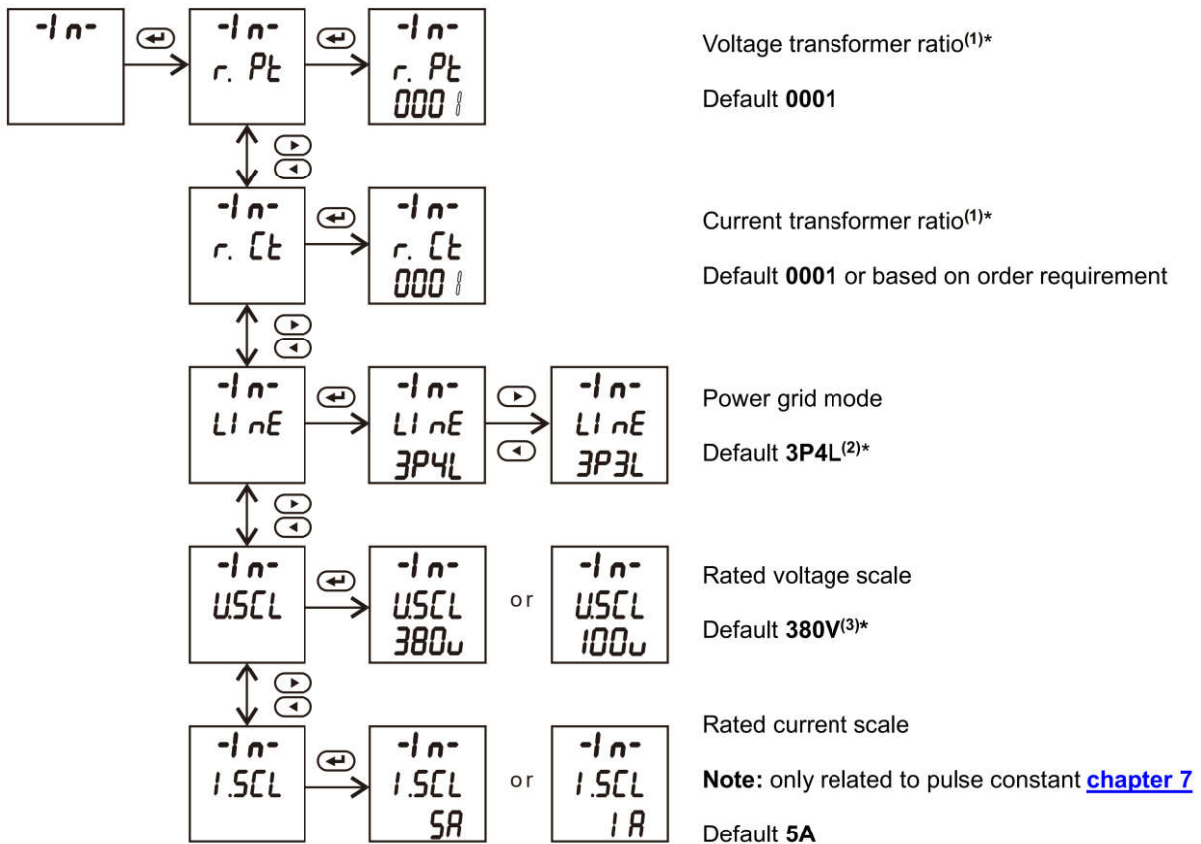 -In-
-In-
r. Pt
-In-
r. Pt
0001
Voltage transformer ratio(1)*
Default 0001
-In-
r. Ct
-In-
r. Ct
0001
Current transformer ratio(1)*
Default 0001 or based on order requirement
-In-
LInE
-In-
LInE
3P4L
-In-
LInE
3P3L
Power grid mode
Default 3P4L(2)*
-In-
U.SCL
-In-
U.SCL
380v
or
-In-
U.SCL
100v
Rated voltage scale
Default 380V(3)*
-In-
I.SCL
-In-
I.SCL
5A
or
-In-
I.SCL
1A
Rated current scale
Note: only related to pulse constant chapter 7
Default 5A